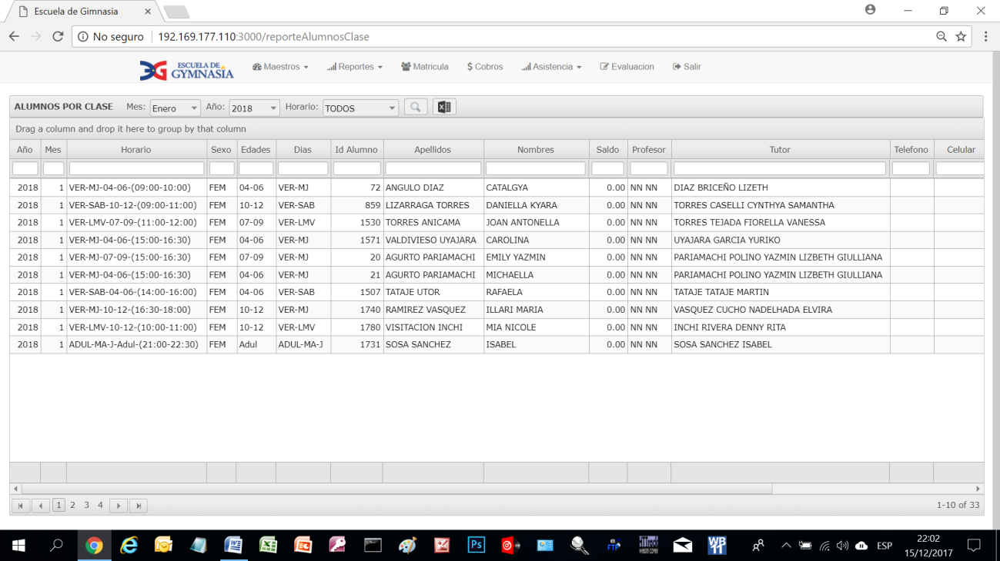 Escuela de Gimnasia
No seguro 192.169.177.110:3000/reporteAlumnosClase
ESCUELA DE GYMNASIA Maestros Reportes Matricula $ Cobros Asistencia Evaluacion Salir
ALUMNOS POR CLASE Mes: Enero Año: 2018 Horario: TODOS
Drag a column and drop it here to group by that column
Año Mes Horario Sexo Edades Dias Id Alumno Apellidos Nombres Saldo Profesor Tutor Telefono Celular
2018 1 VER-MJ-04-06-(09:00-10:00) FEM 04-06 VER-MJ 72 ANGULO DIAZ CATALGYA 0.00 NN NN DIAZ BRICEÑO LIZETH
2018 1 VER-SAB-10-12-(09:00-11:00) FEM 10-12 VER-SAB 859 LIZARRAGA TORRES DANIELLA KYARA 0.00 NN NN TORRES CASELLI CYNTHYA SAMANTHA
2018 1 VER-LMV-07-09-(11:00-12:00) FEM 07-09 VER-LMV 1530 TORRES ANICAMA JOAN ANTONELLA 0.00 NN NN TORRES TEJADA FIORELLA VANESSA
2018 1 VER-MJ-04-06-(15:00-16:30) FEM 04-06 VER-MJ 1571 VALDIVIESO UYAJARA CAROLINA 0.00 NN NN UYAJARA GARCIA YURIKO
2018 1 VER-MJ-07-09-(15:00-16:30) FEM 07-09 VER-MJ 20 AGURTO PARIAMACHI EMILY YAZMIN 0.00 NN NN PARIAMACHI POLINO YAZMIN LIZBETH GIULLIANA
2018 1 VER-MJ-04-06-(15:00-16:30) FEM 04-06 VER-MJ 21 AGURTO PARIAMACHI MICHAELLA 0.00 NN NN PARIAMACHI POLINO YAZMIN LIZBETH GIULLIANA
2018 1 VER-SAB-04-06-(14:00-16:00) FEM 04-06 VER-SAB 1507 TATAJE UTOR RAFAELA 0.00 NN NN TATAJE TATAJE MARTIN
2018 1 VER-MJ-10-12-(16:30-18:00) FEM 10-12 VER-MJ 1740 RAMIREZ VASQUEZ ILLARI MARIA 0.00 NN NN VASQUEZ CUCHO NADELHADA ELVIRA
2018 1 VER-LMV-10-12-(10:00-11:00) FEM 10-12 VER-LMV 1780 VISITACION INCHI MIA NICOLE 0.00 NN NN INCHI RIVERA DENNY RITA
2018 1 ADUL-MA-J-Adul-(21:00-22:30) FEM Adul ADUL-MA-J 1731 SOSA SANCHEZ ISABEL 0.00 NN NN SOSA SANCHEZ ISABEL
1 2 3 4 1-10 of 33
Ps FTP WEBSITE COPIER WB 11 ESP 22:02
15/12/2017